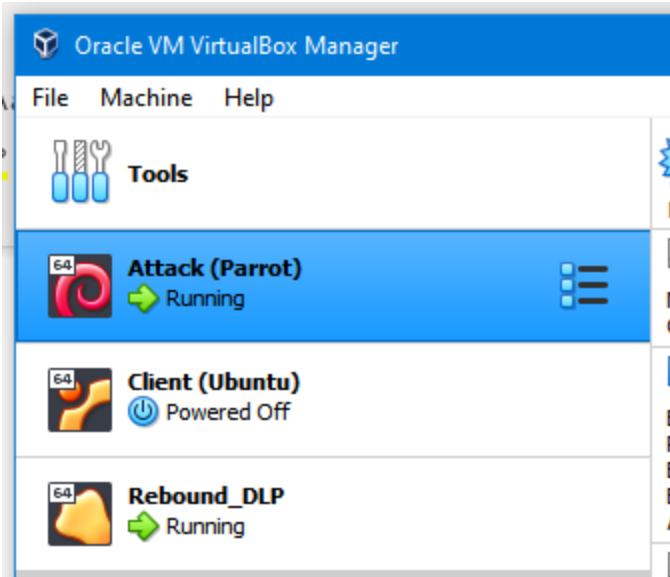 Oracle VM VirtualBox Manager
File Machine Help
Tools
64
Attack (Parrot)
Running
64
Client (Ubuntu)
Powered Off
64
Rebound_DLP
Running